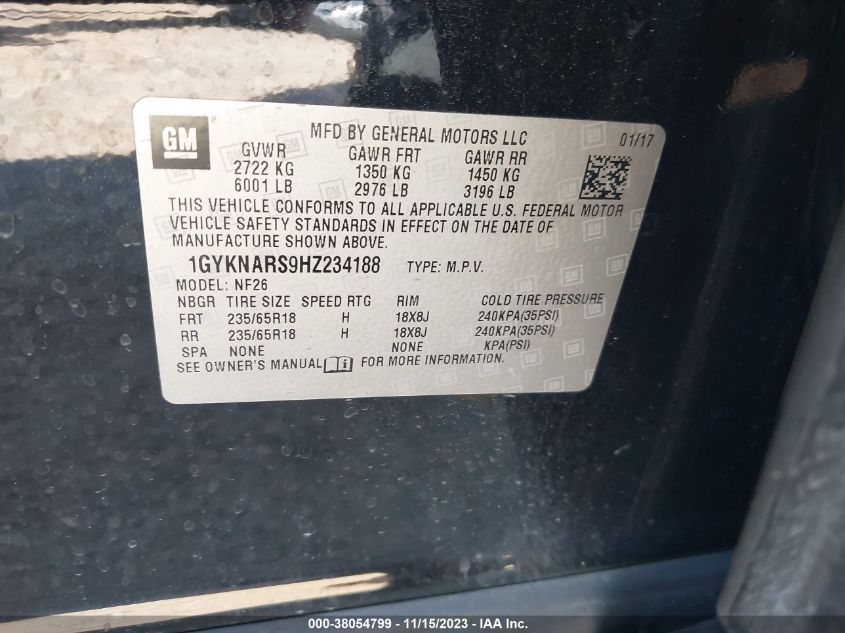 GM
MFD BY GENERAL MOTORS LLC 01/17
GVWR GAWR FRT GAWR RR
2722 KG 1350 KG 1450 KG
6001 LB 2976 LB 3196 LB
THIS VEHICLE CONFORMS TO ALL APPLICABLE U.S. FEDERAL MOTOR
VEHICLE SAFETY STANDARDS IN EFFECT ON THE DATE OF
MANUFACTURE SHOWN ABOVE.
1GYKNARS9HZ234188 TYPE: M.P.V.
MODEL: NF26
NBGR TIRE SIZE SPEED RTG RIM COLD TIRE PRESSURE
FRT 235/65R18 H 18X8J 240KPA(35PSI)
RR 235/65R18 H 18X8J 240KPA(35PSI)
SPA NONE NONE KPA(PSI)
SEE OWNER'S MANUAL i FOR MORE INFORMATION.
000-38054799 - 11/15/2023 - IAA Inc.